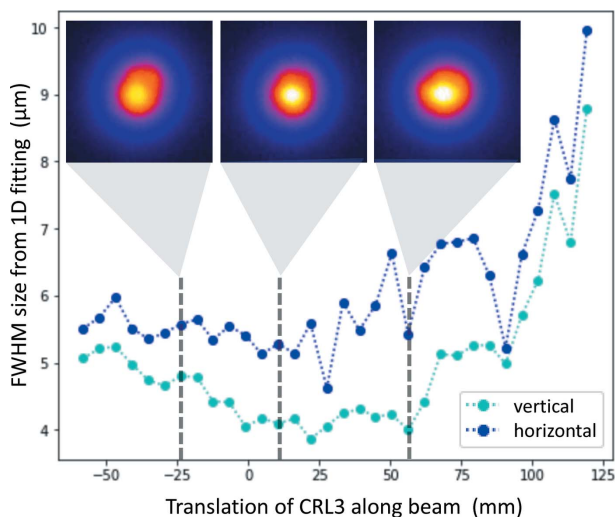 FWHM size from 1D fitting (μm)
10
9
8
7
6
5
4
vertical
horizontal
−50 −25 0 25 50 75 100 125
Translation of CRL3 along beam (mm)